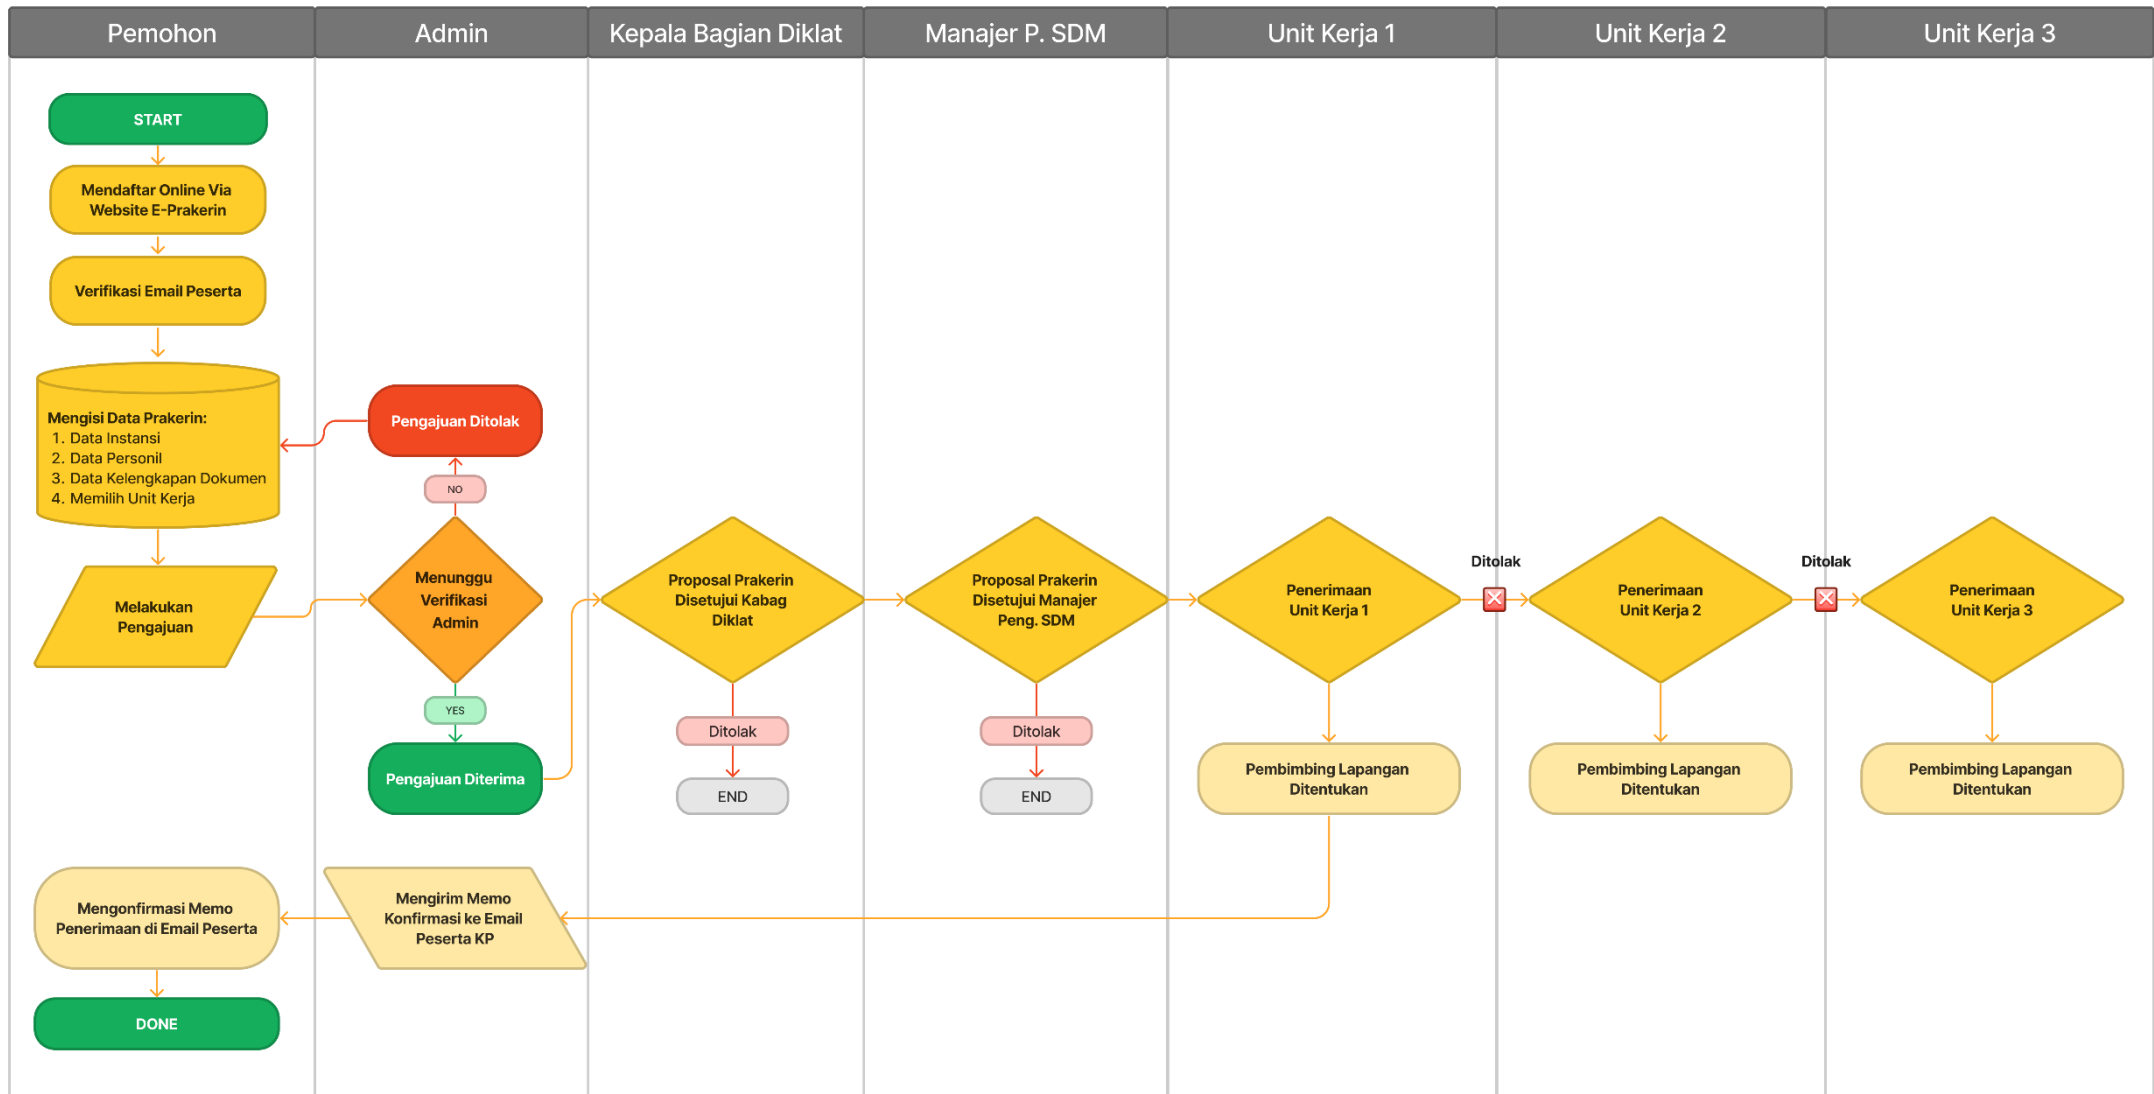 Pemohon
Admin
Kepala Bagian Diklat
Manajer P. SDM
Unit Kerja 1
Unit Kerja 2
Unit Kerja 3
START
Mendaftar Online Via
Website E-Prakerin
Verifikasi Email Peserta
Mengisi Data Prakerin:
1. Data Instansi
2. Data Personil
3. Data Kelengkapan Dokumen
4. Memilih Unit Kerja
Melakukan
Pengajuan
Pengajuan Ditolak
NO
Menunggu
Verifikasi
Admin
YES
Pengajuan Diterima
Proposal Prakerin
Disetujui Kabag
Diklat
Ditolak
END
Proposal Prakerin
Disetujui Manajer
Peng. SDM
Ditolak
END
Penerimaan
Unit Kerja 1
Pembimbing Lapangan
Ditentukan
Ditolak
Penerimaan
Unit Kerja 2
Pembimbing Lapangan
Ditentukan
Ditolak
Penerimaan
Unit Kerja 3
Pembimbing Lapangan
Ditentukan
Mengirim Memo
Konfirmasi ke Email
Peserta KP
Mengonfirmasi Memo
Penerimaan di Email Peserta
DONE